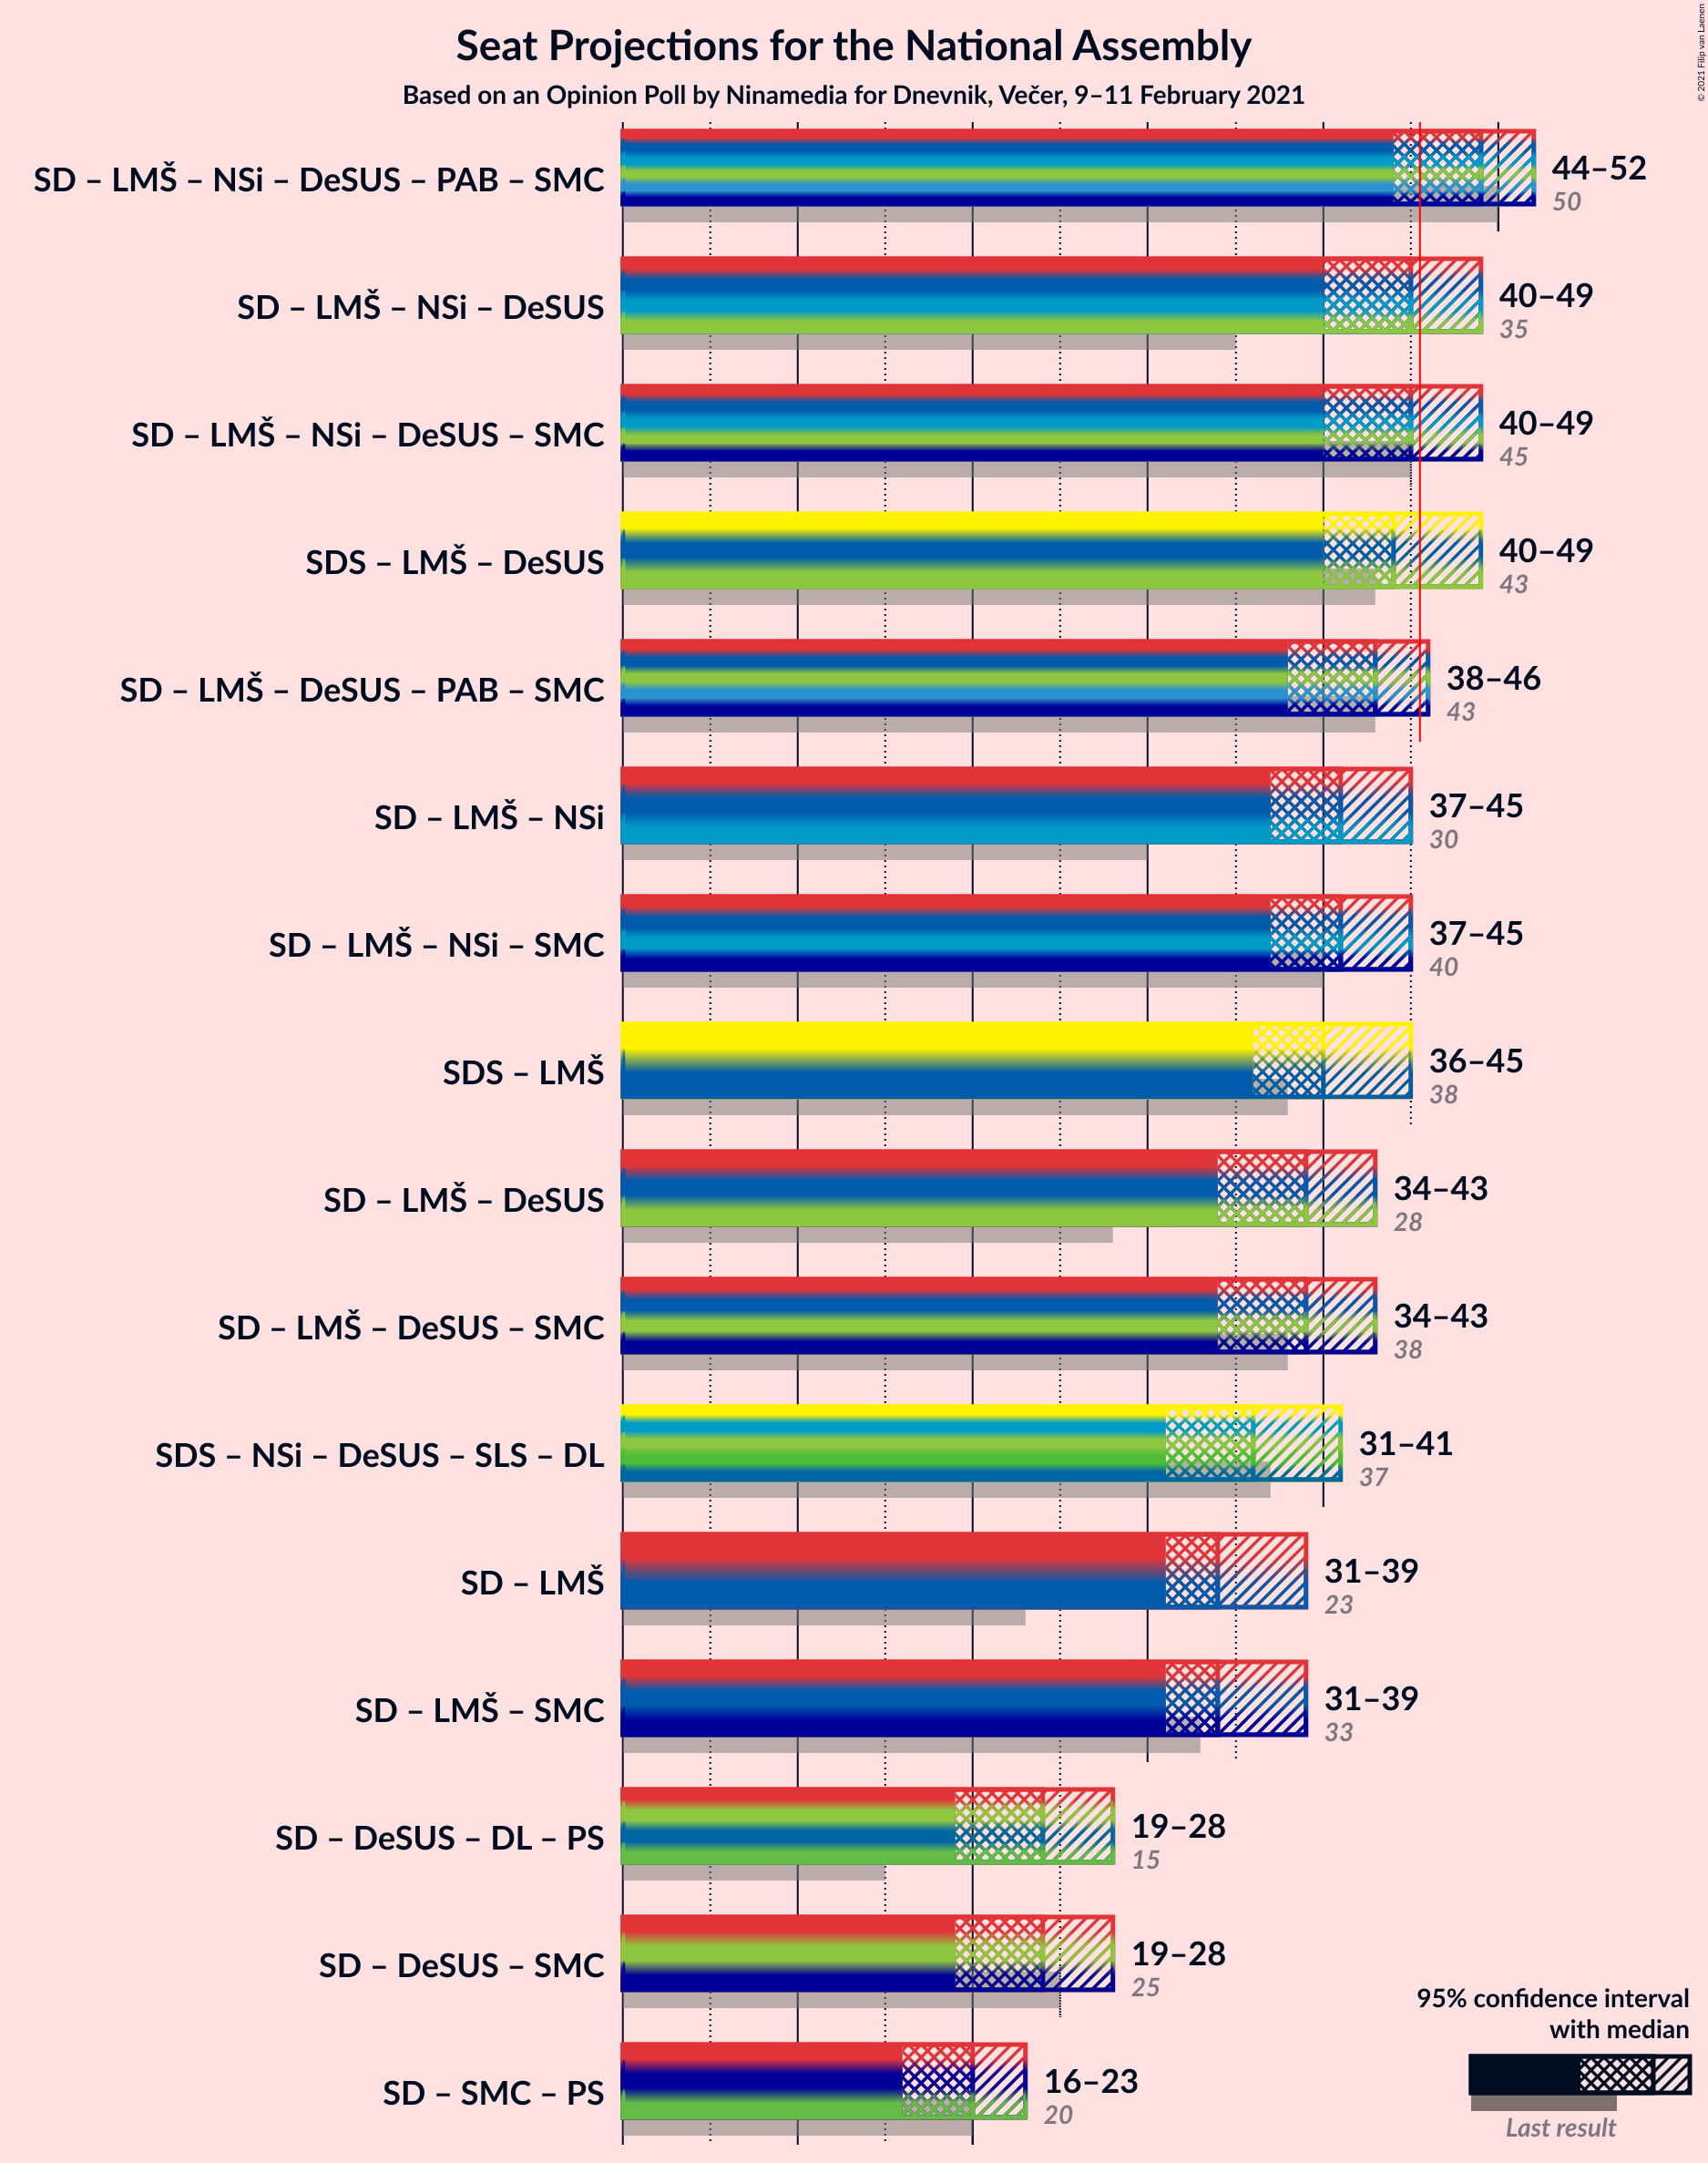 Seat Projections for the National Assembly
Based on an Opinion Poll by Ninamedia for Dnevnik, Večer, 9–11 February 2021
© 2021 Filip van Laenen
SD – LMŠ – NSi – DeSUS – PAB – SMC
44–52
50
SD – LMŠ – NSi – DeSUS
40–49
35
SD – LMŠ – NSi – DeSUS – SMC
40–49
45
SDS – LMŠ – DeSUS
40–49
43
SD – LMŠ – DeSUS – PAB – SMC
38–46
43
SD – LMŠ – NSi
37–45
30
SD – LMŠ – NSi – SMC
37–45
40
SDS – LMŠ
36–45
38
SD – LMŠ – DeSUS
34–43
28
SD – LMŠ – DeSUS – SMC
34–43
38
SDS – NSi – DeSUS – SLS – DL
31–41
37
SD – LMŠ
31–39
23
SD – LMŠ – SMC
31–39
33
SD – DeSUS – DL – PS
19–28
15
SD – DeSUS – SMC
19–28
25
SD – SMC – PS
16–23
20
95% confidence interval
with median
Last result